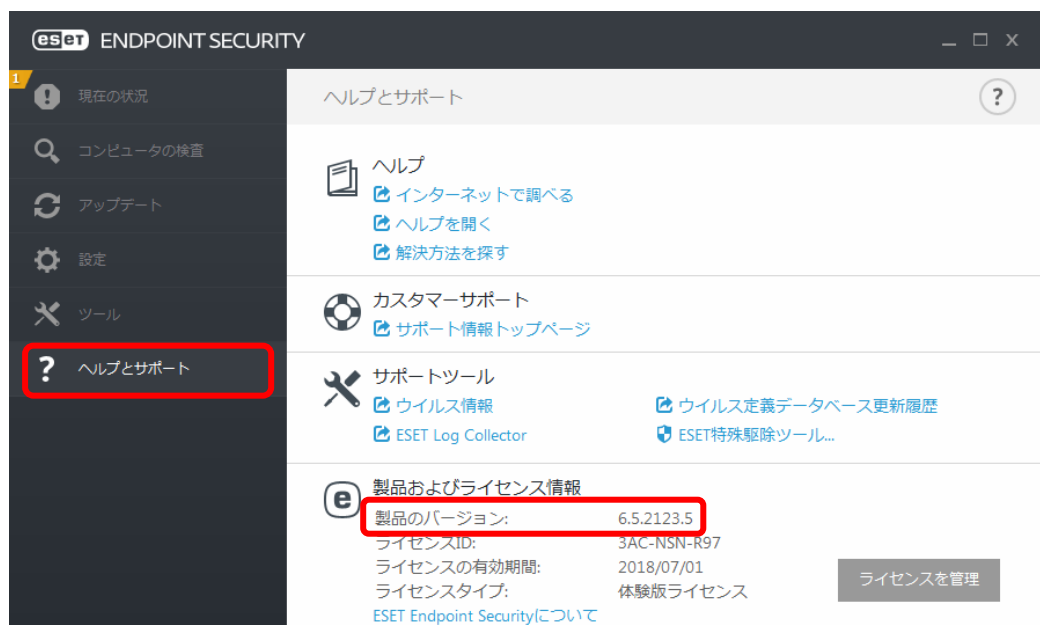 eset ENDPOINT SECURITY
1
現在の状況
コンピュータの検査
アップデート
設定
ツール
? ヘルプとサポート
ヘルプとサポート
?
ヘルプ
インターネットで調べる
ヘルプを開く
解決方法を探す
カスタマーサポート
サポート情報トップページ
サポートツール
ウイルス情報 ウイルス定義データベース更新履歴
ESET Log Collector ESET特殊駆除ツール...
e 製品およびライセンス情報
製品のバージョン: 6.5.2123.5
ライセンスID: 3AC-NSN-R97
ライセンスの有効期間: 2018/07/01
ライセンスタイプ: 体験版ライセンス
ライセンスを管理
ESET Endpoint Securityについて